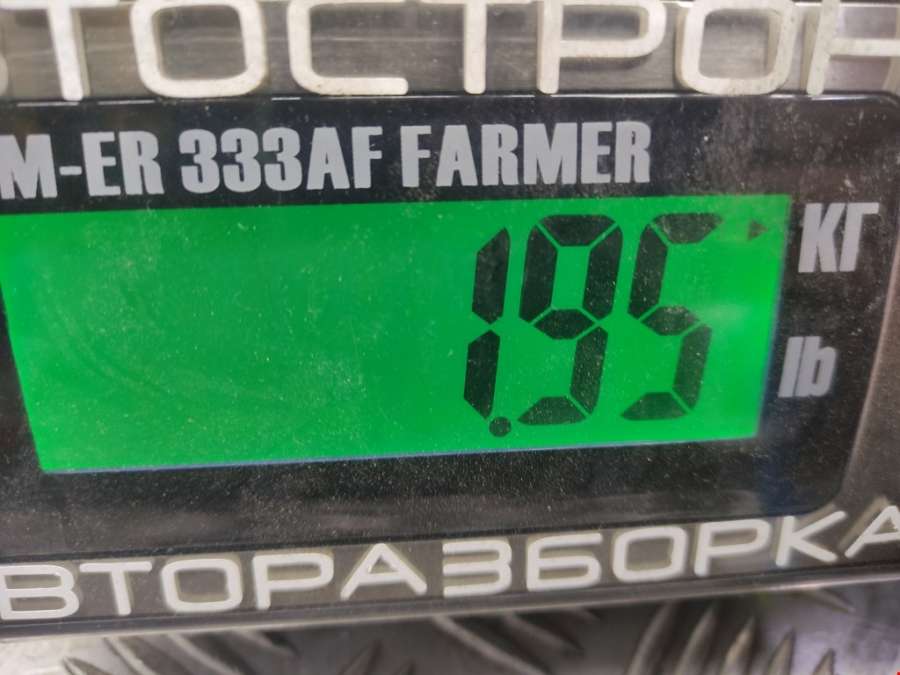 ТОСТРОН
M-ER 333AF FARMER
1.95
КГ
lb
ВТОРАЗБОРКА